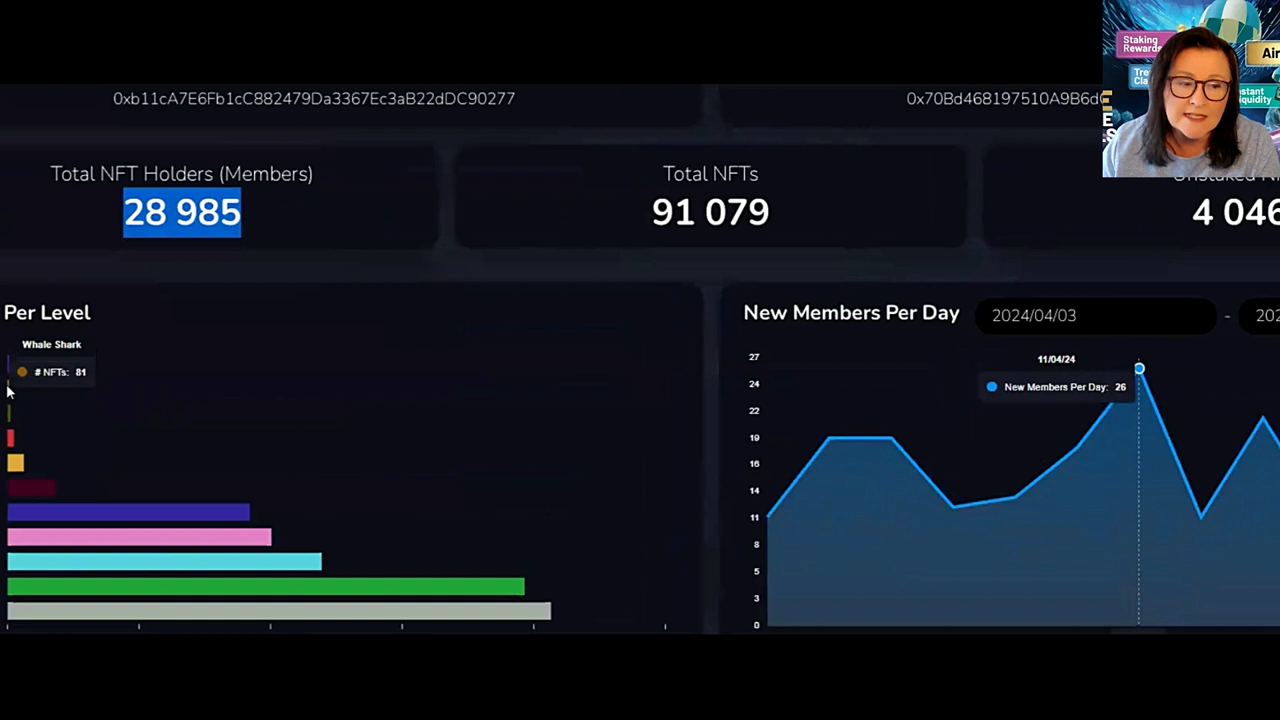 Staking
Rewards
Air
0xb11cA7E6Fb1cC882479Da3367Ec3aB22dDC90277
Total NFT Holders (Members)
28 985
Total NFTs
91 079
4 046
Per Level
Whale Shark
# NFTs: 81
New Members Per Day
2024/04/03
-
202
27
24
22
19
16
14
11
8
5
3
0
11/04/24
New Members Per Day: 26